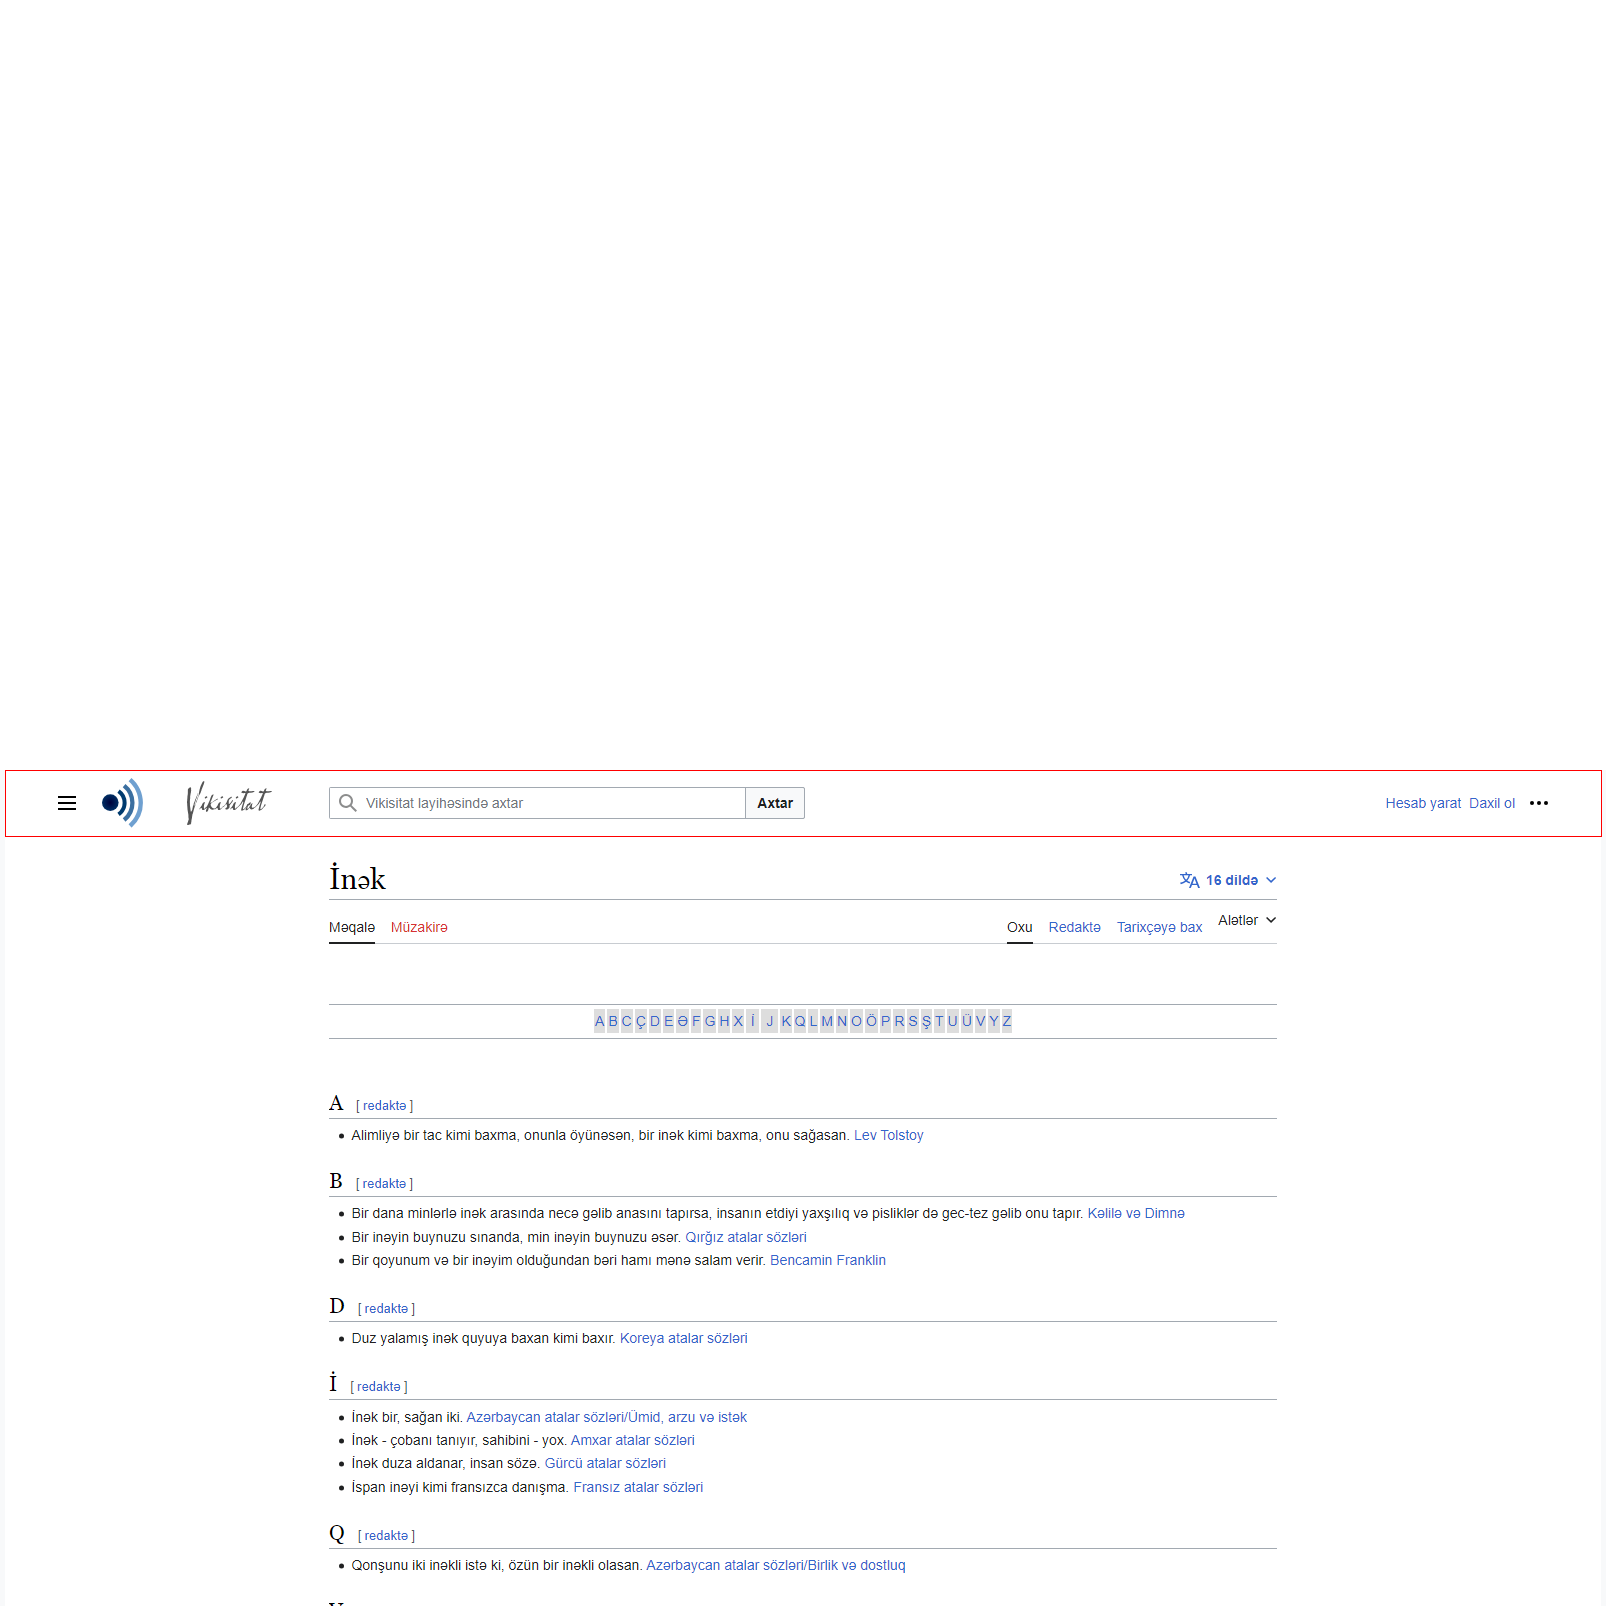 Vikisitat
Vikisitat layihəsində axtar
Axtar
Hesab yarat Daxil ol
İnək
16 dildə
Məqalə Müzakirə
Oxu Redaktə Tarixçəyə bax Alətlər
A B C Ç D E Ə F G H X İ J K Q L M N O Ö P R S Ş T U Ü V Y Z
A [ redaktə ]
Alimliyə bir tac kimi baxma, onunla öyünəsən, bir inək kimi baxma, onu sağasan. Lev Tolstoy
B [ redaktə ]
Bir dana minlərlə inək arasında necə gəlib anasını tapırsa, insanın etdiyi yaxşılıq və pisliklər də gec-tez gəlib onu tapır. Kəlilə və Dimnə
Bir inəyin buynuzu sınanda, min inəyin buynuzu əsər. Qırğız atalar sözləri
Bir qoyunum və bir inəyim olduğundan bəri hamı mənə salam verir. Bencamin Franklin
D [ redaktə ]
Duz yalamış inək quyuya baxan kimi baxır. Koreya atalar sözləri
İ [ redaktə ]
İnək bir, sağan iki. Azərbaycan atalar sözləri/Ümid, arzu və istək
İnək - çobanı tanıyır, sahibini - yox. Amxar atalar sözləri
İnək duza aldanar, insan sözə. Gürcü atalar sözləri
İspan inəyi kimi fransızca danışma. Fransız atalar sözləri
Q [ redaktə ]
Qonşunu iki inəkli istə ki, özün bir inəkli olasan. Azərbaycan atalar sözləri/Birlik və dostluq